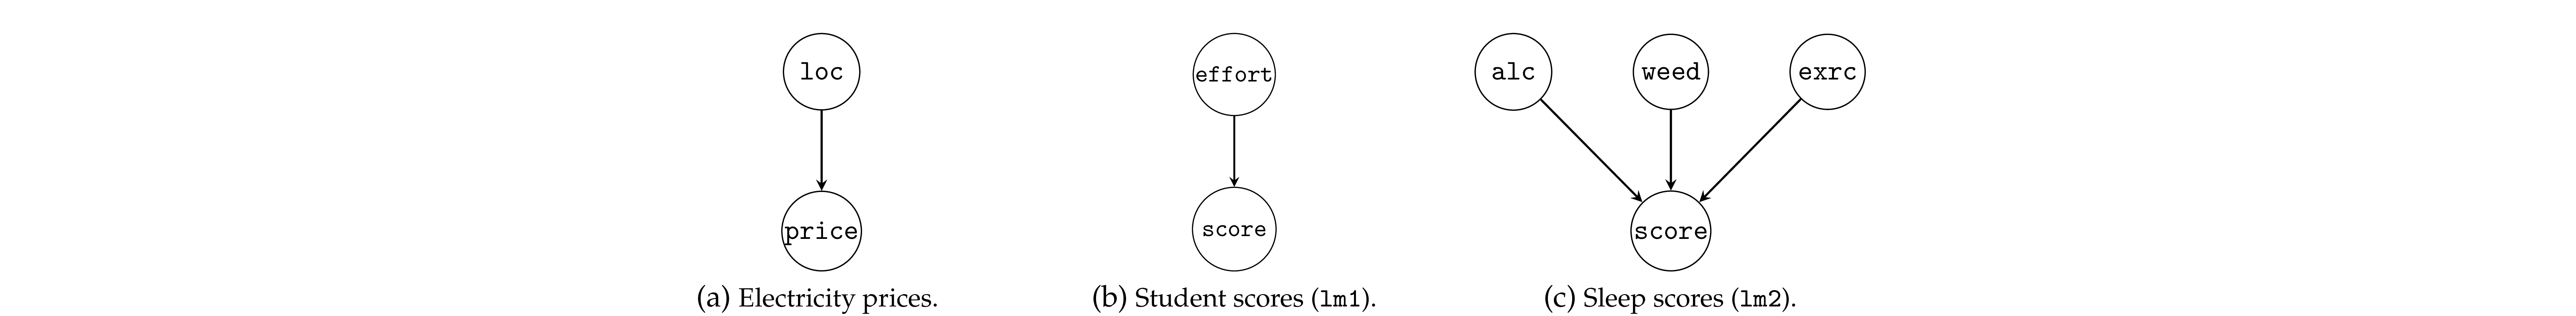 loc
price
(a) Electricity prices.
effort
score
(b) Student scores (lm1).
alc weed exrc
score
(c) Sleep scores (lm2).